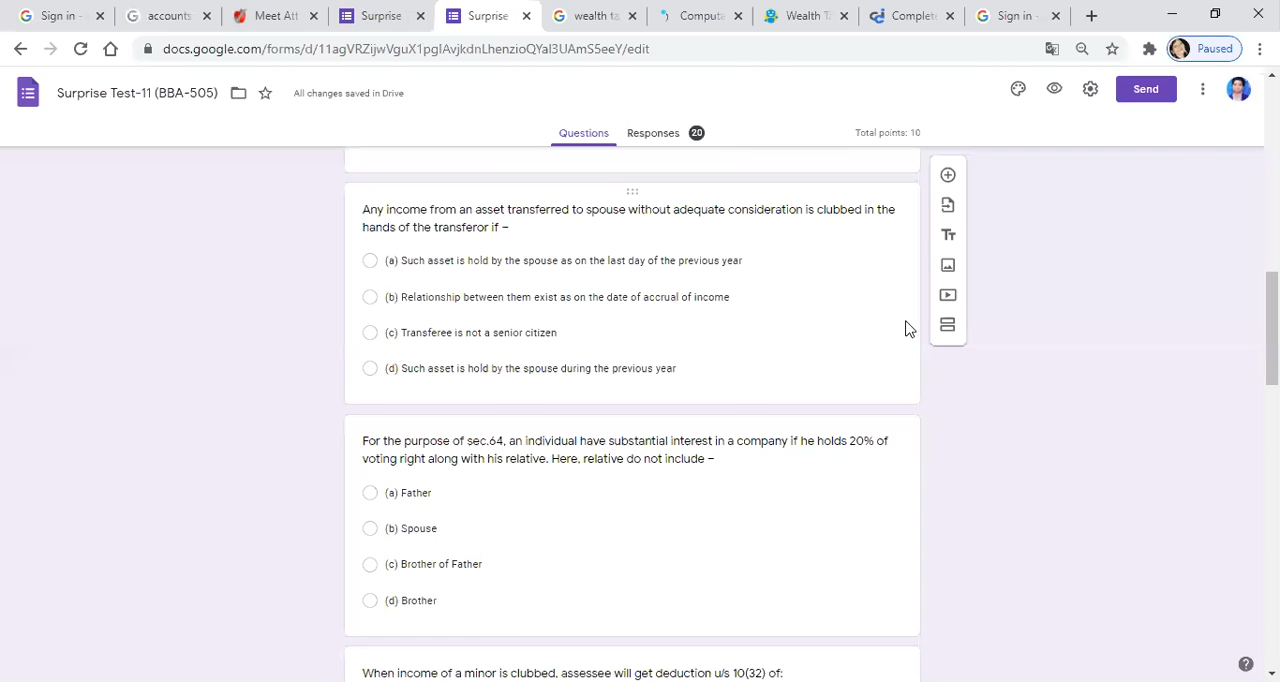 Sign in -
accounts
Meet Att
Surprise
Surprise
wealth ta
Computa
Wealth T
Complete
Sign in -
docs.google.com/forms/d/11agVRZijwVguX1pgIAvjkdnLhenzioQYal3UAmS5eeY/edit
Paused
Surprise Test-11 (BBA-505)
All changes saved in Drive
Send
Questions
Responses 20
Total points: 10
Any income from an asset transferred to spouse without adequate consideration is clubbed in the
hands of the transferor if –
(a) Such asset is hold by the spouse as on the last day of the previous year
(b) Relationship between them exist as on the date of accrual of income
(c) Transferee is not a senior citizen
(d) Such asset is hold by the spouse during the previous year
For the purpose of sec.64, an individual have substantial interest in a company if he holds 20% of
voting right along with his relative. Here, relative do not include –
(a) Father
(b) Spouse
(c) Brother of Father
(d) Brother
When income of a minor is clubbed, assessee will get deduction u/s 10(32) of: